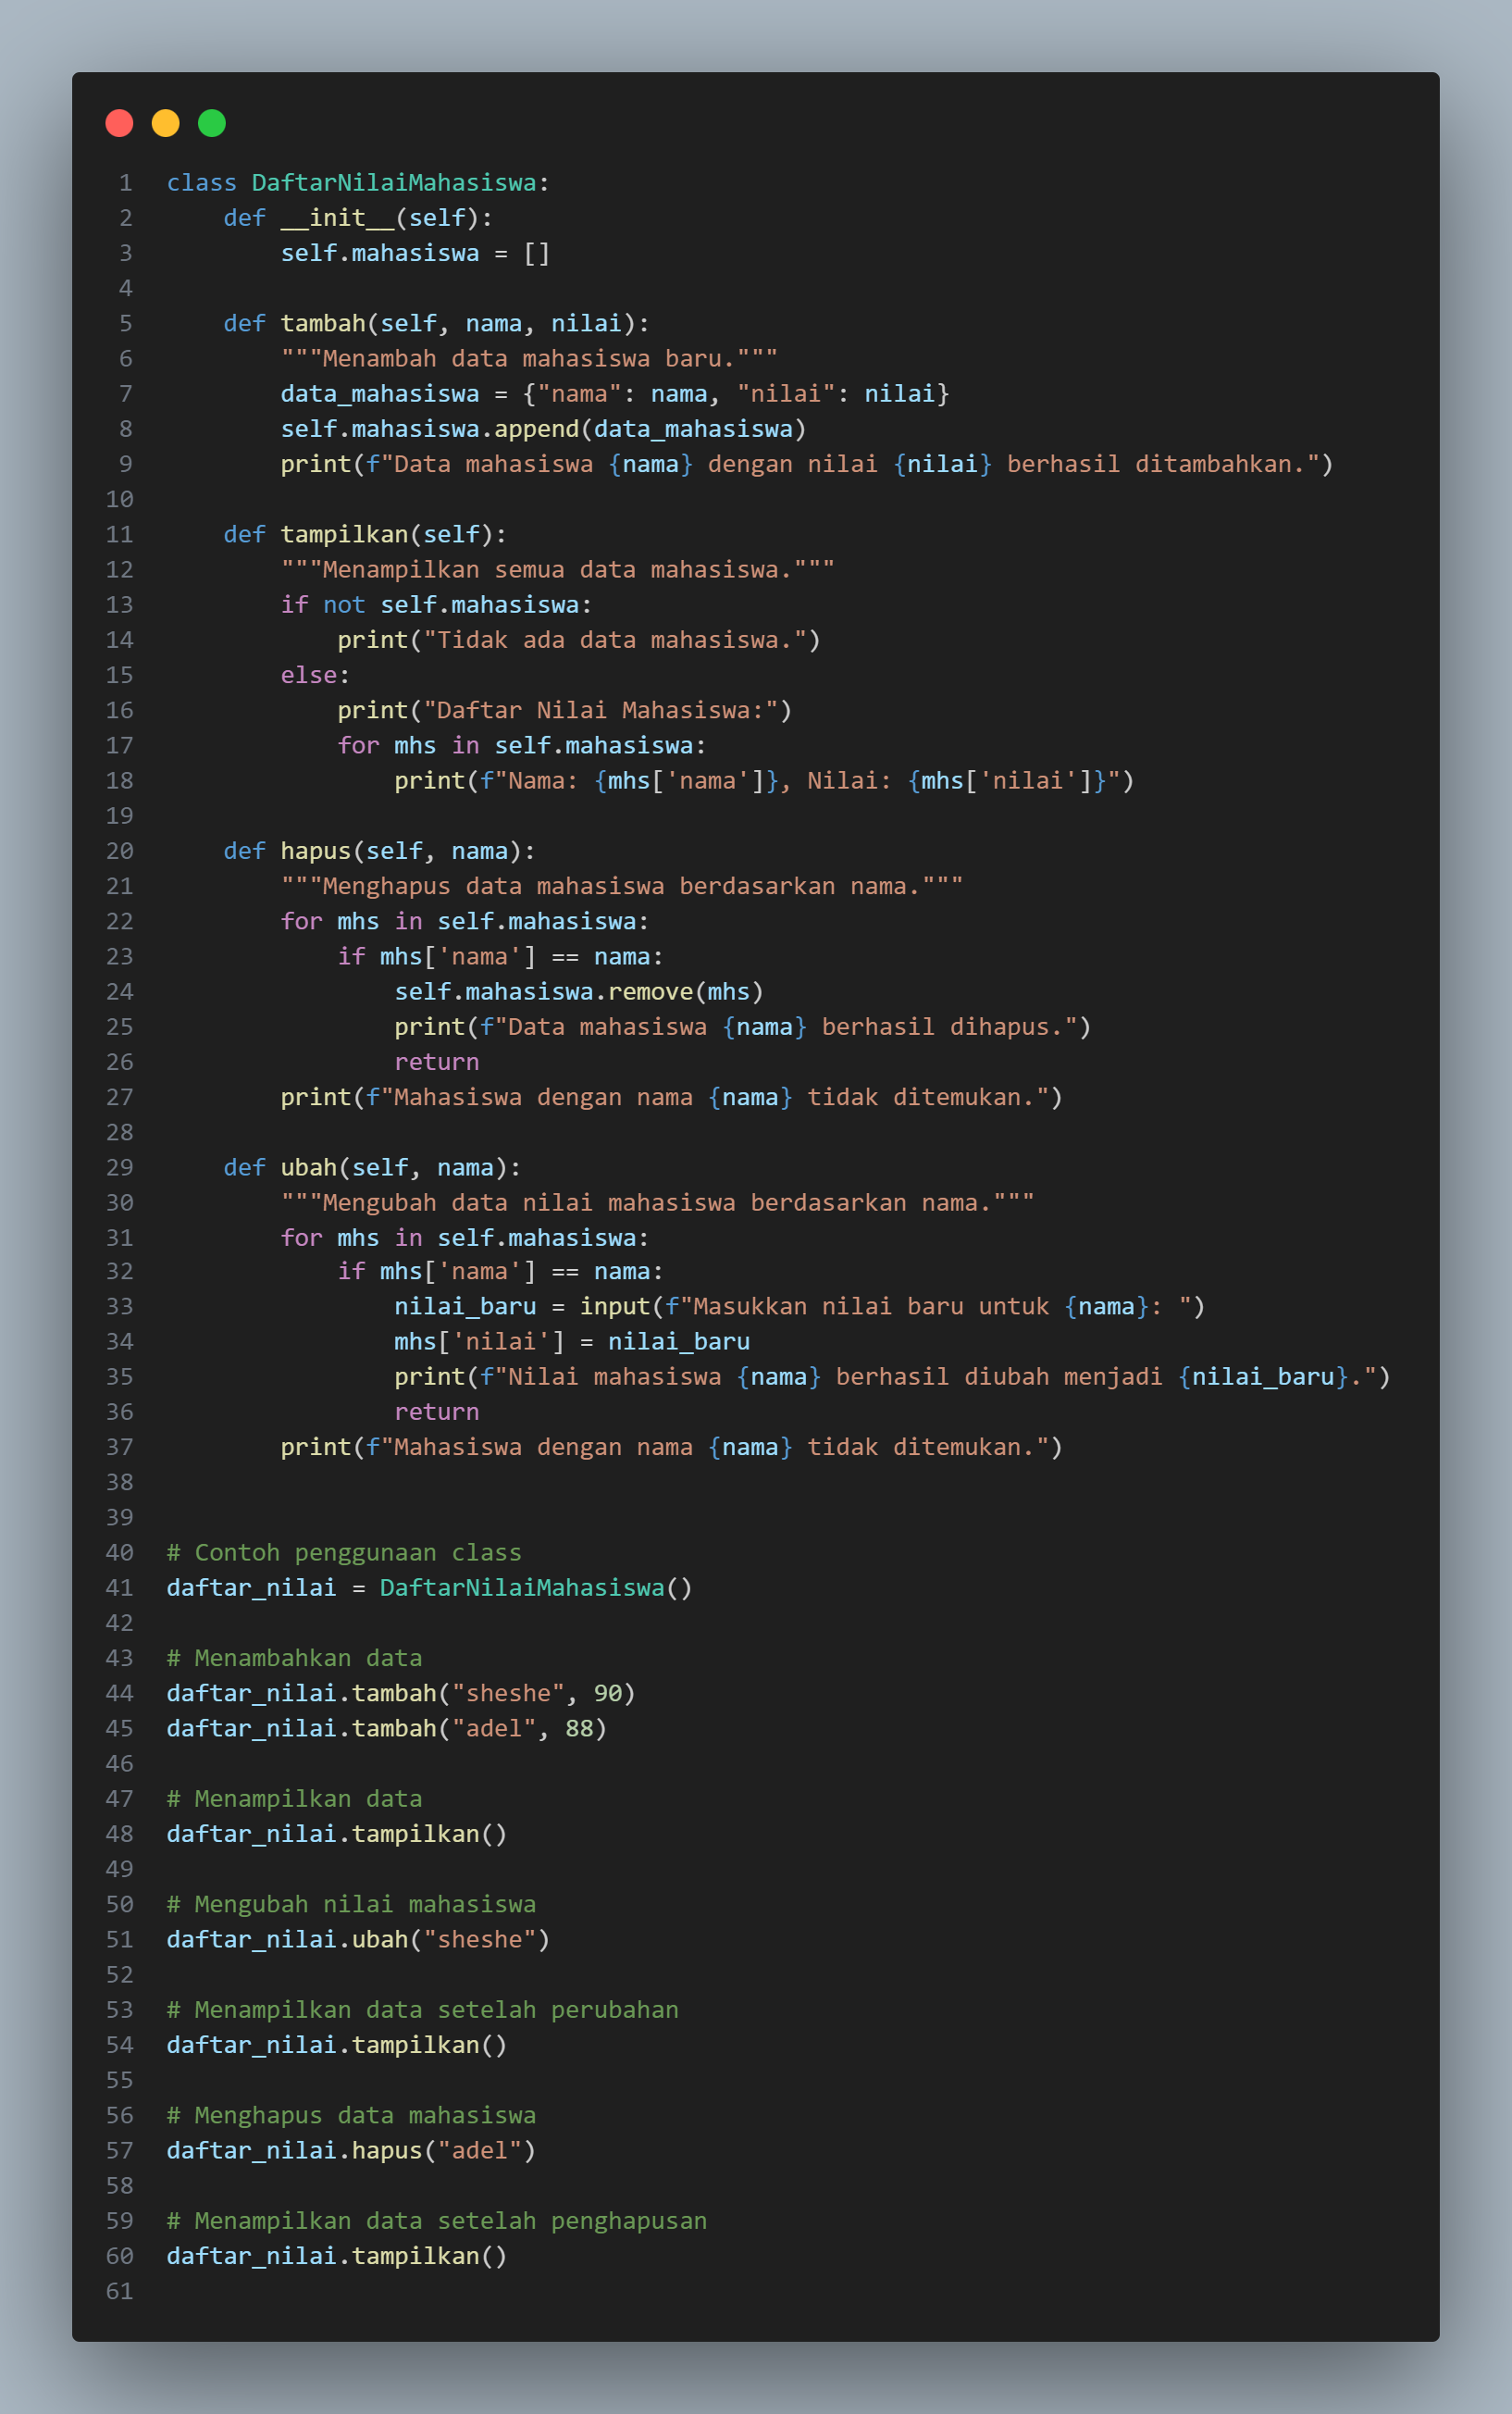 1 class DaftarNilaiMahasiswa:
2     def __init__(self):
3         self.mahasiswa = []
4
5     def tambah(self, nama, nilai):
6         """Menambah data mahasiswa baru."""
7         data_mahasiswa = {"nama": nama, "nilai": nilai}
8         self.mahasiswa.append(data_mahasiswa)
9         print(f"Data mahasiswa {nama} dengan nilai {nilai} berhasil ditambahkan.")
10
11     def tampilkan(self):
12         """Menampilkan semua data mahasiswa."""
13         if not self.mahasiswa:
14             print("Tidak ada data mahasiswa.")
15         else:
16             print("Daftar Nilai Mahasiswa:")
17             for mhs in self.mahasiswa:
18                 print(f"Nama: {mhs['nama']}, Nilai: {mhs['nilai']}")
19
20     def hapus(self, nama):
21         """Menghapus data mahasiswa berdasarkan nama."""
22         for mhs in self.mahasiswa:
23             if mhs['nama'] == nama:
24                 self.mahasiswa.remove(mhs)
25                 print(f"Data mahasiswa {nama} berhasil dihapus.")
26                 return
27         print(f"Mahasiswa dengan nama {nama} tidak ditemukan.")
28
29     def ubah(self, nama):
30         """Mengubah data nilai mahasiswa berdasarkan nama."""
31         for mhs in self.mahasiswa:
32             if mhs['nama'] == nama:
33                 nilai_baru = input(f"Masukkan nilai baru untuk {nama}: ")
34                 mhs['nilai'] = nilai_baru
35                 print(f"Nilai mahasiswa {nama} berhasil diubah menjadi {nilai_baru}.")
36                 return
37         print(f"Mahasiswa dengan nama {nama} tidak ditemukan.")
38
39
40 # Contoh penggunaan class
41 daftar_nilai = DaftarNilaiMahasiswa()
42
43 # Menambahkan data
44 daftar_nilai.tambah("sheshe", 90)
45 daftar_nilai.tambah("adel", 88)
46
47 # Menampilkan data
48 daftar_nilai.tampilkan()
49
50 # Mengubah nilai mahasiswa
51 daftar_nilai.ubah("sheshe")
52
53 # Menampilkan data setelah perubahan
54 daftar_nilai.tampilkan()
55
56 # Menghapus data mahasiswa
57 daftar_nilai.hapus("adel")
58
59 # Menampilkan data setelah penghapusan
60 daftar_nilai.tampilkan()
61